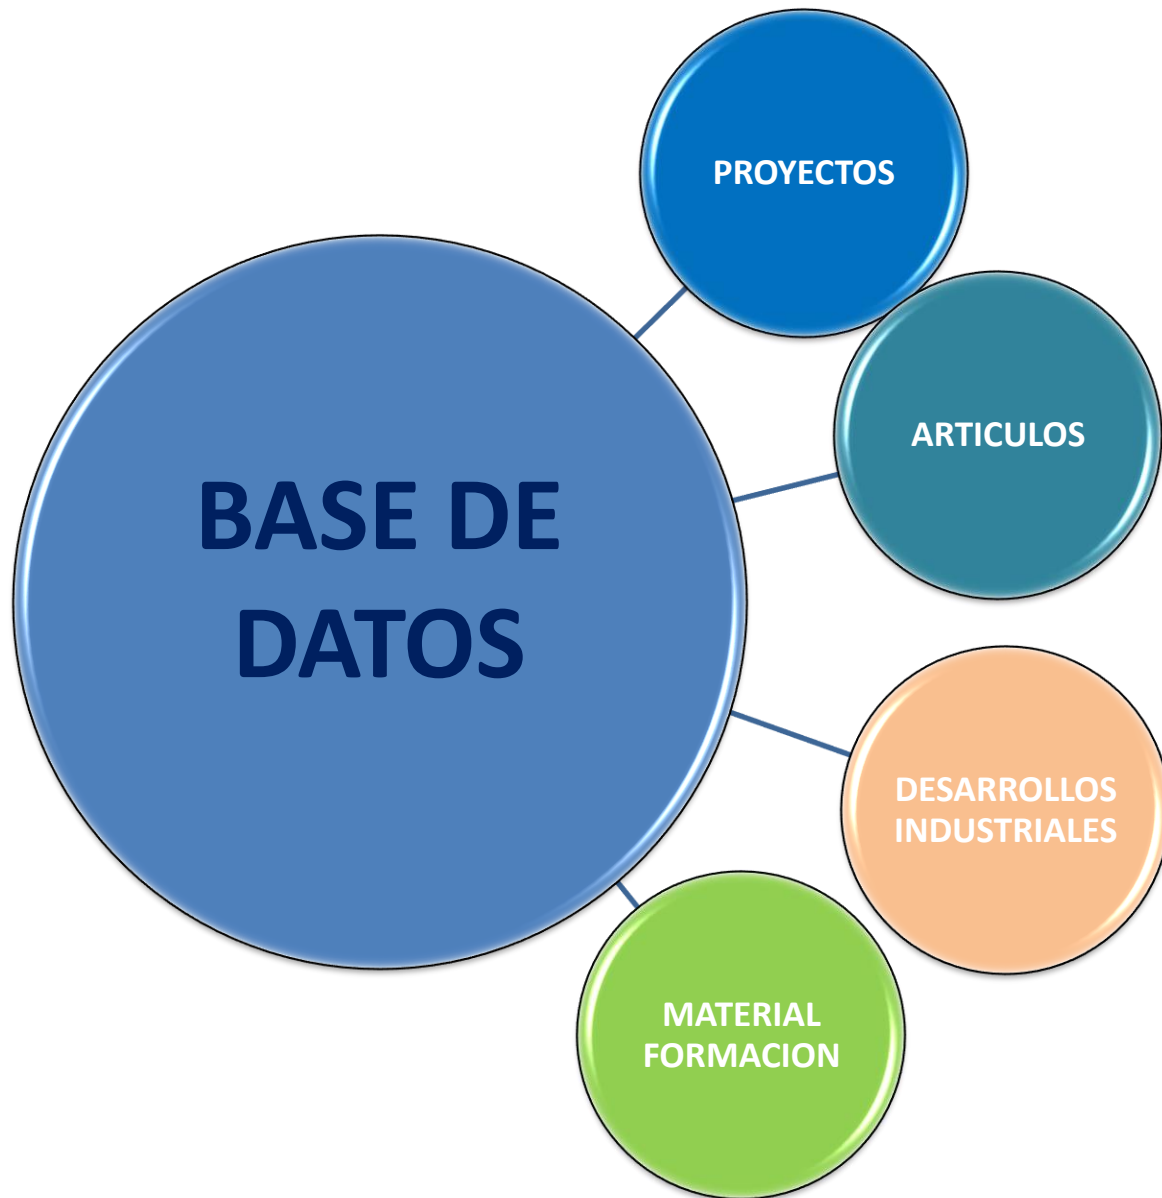 PROYECTOS
ARTICULOS
BASE DE
DATOS
DESARROLLOS
INDUSTRIALES
MATERIAL
FORMACION